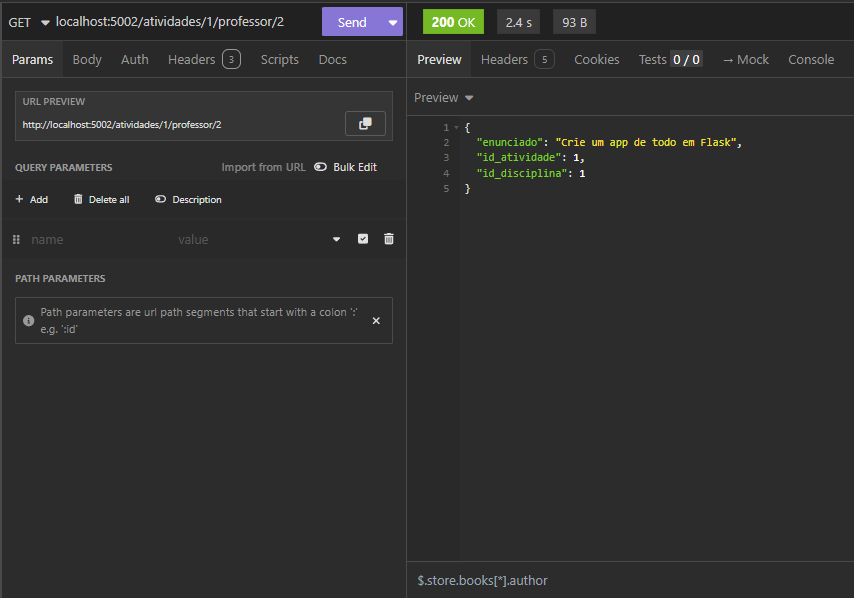 GET localhost:5002/atividades/1/professor/2 Send
200 OK 2.4 s 93 B
Params Body Auth Headers 3 Scripts Docs
Preview Headers 5 Cookies Tests 0 / 0 → Mock Console
URL PREVIEW
http://localhost:5002/atividades/1/professor/2
QUERY PARAMETERS Import from URL Bulk Edit
+ Add Delete all Description
name value
PATH PARAMETERS
Path parameters are url path segments that start with a colon ':'
e.g. ':id'
Preview
1 {
2 "enunciado": "Crie um app de todo em Flask",
3 "id_atividade": 1,
4 "id_disciplina": 1
5 }
$.store.books[*].author